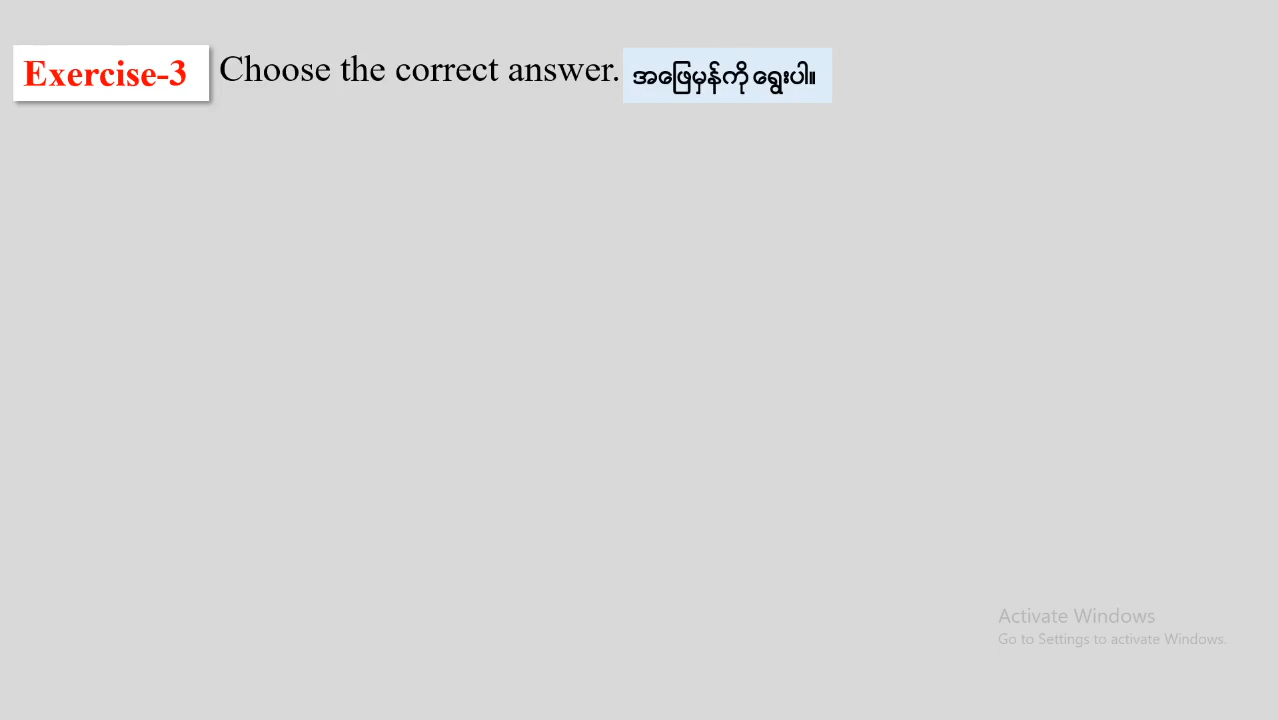 Exercise-3 Choose the correct answer. အဖြေမှန်ကို ရွေးပါ။
Activate Windows
Go to Settings to activate Windows.